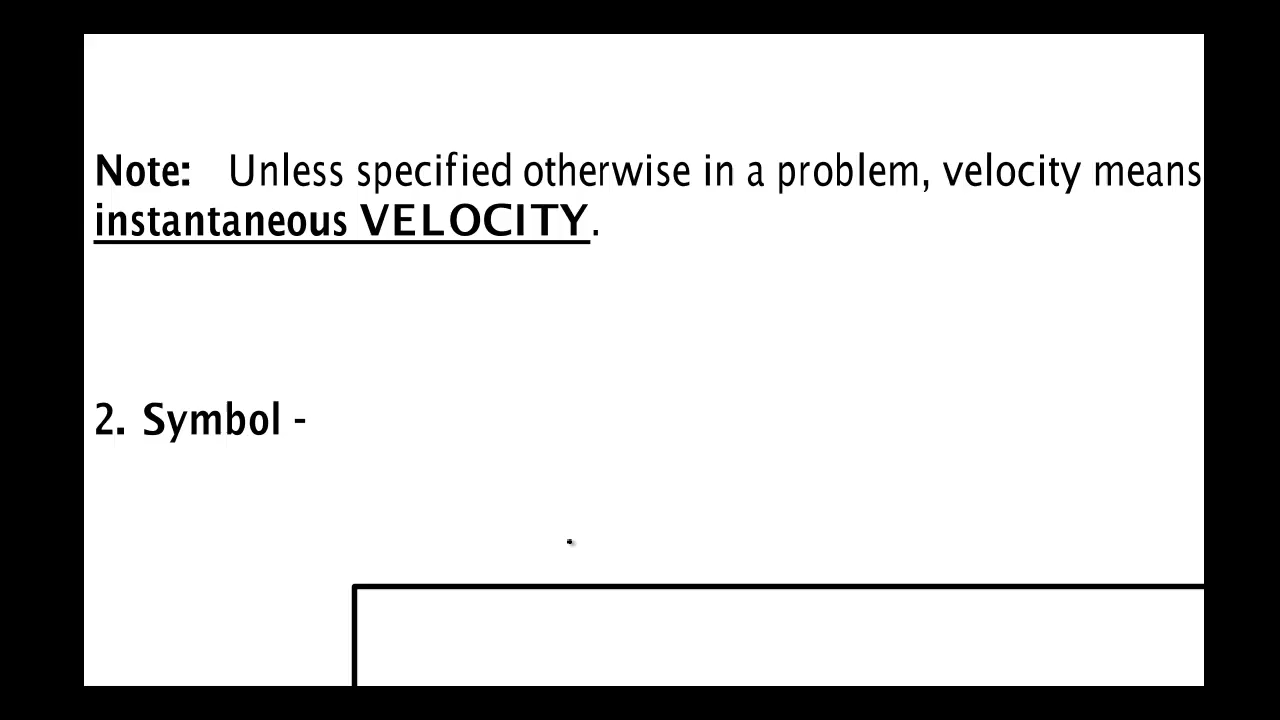 Note: Unless specified otherwise in a problem, velocity means
instantaneous VELOCITY.
2. Symbol -